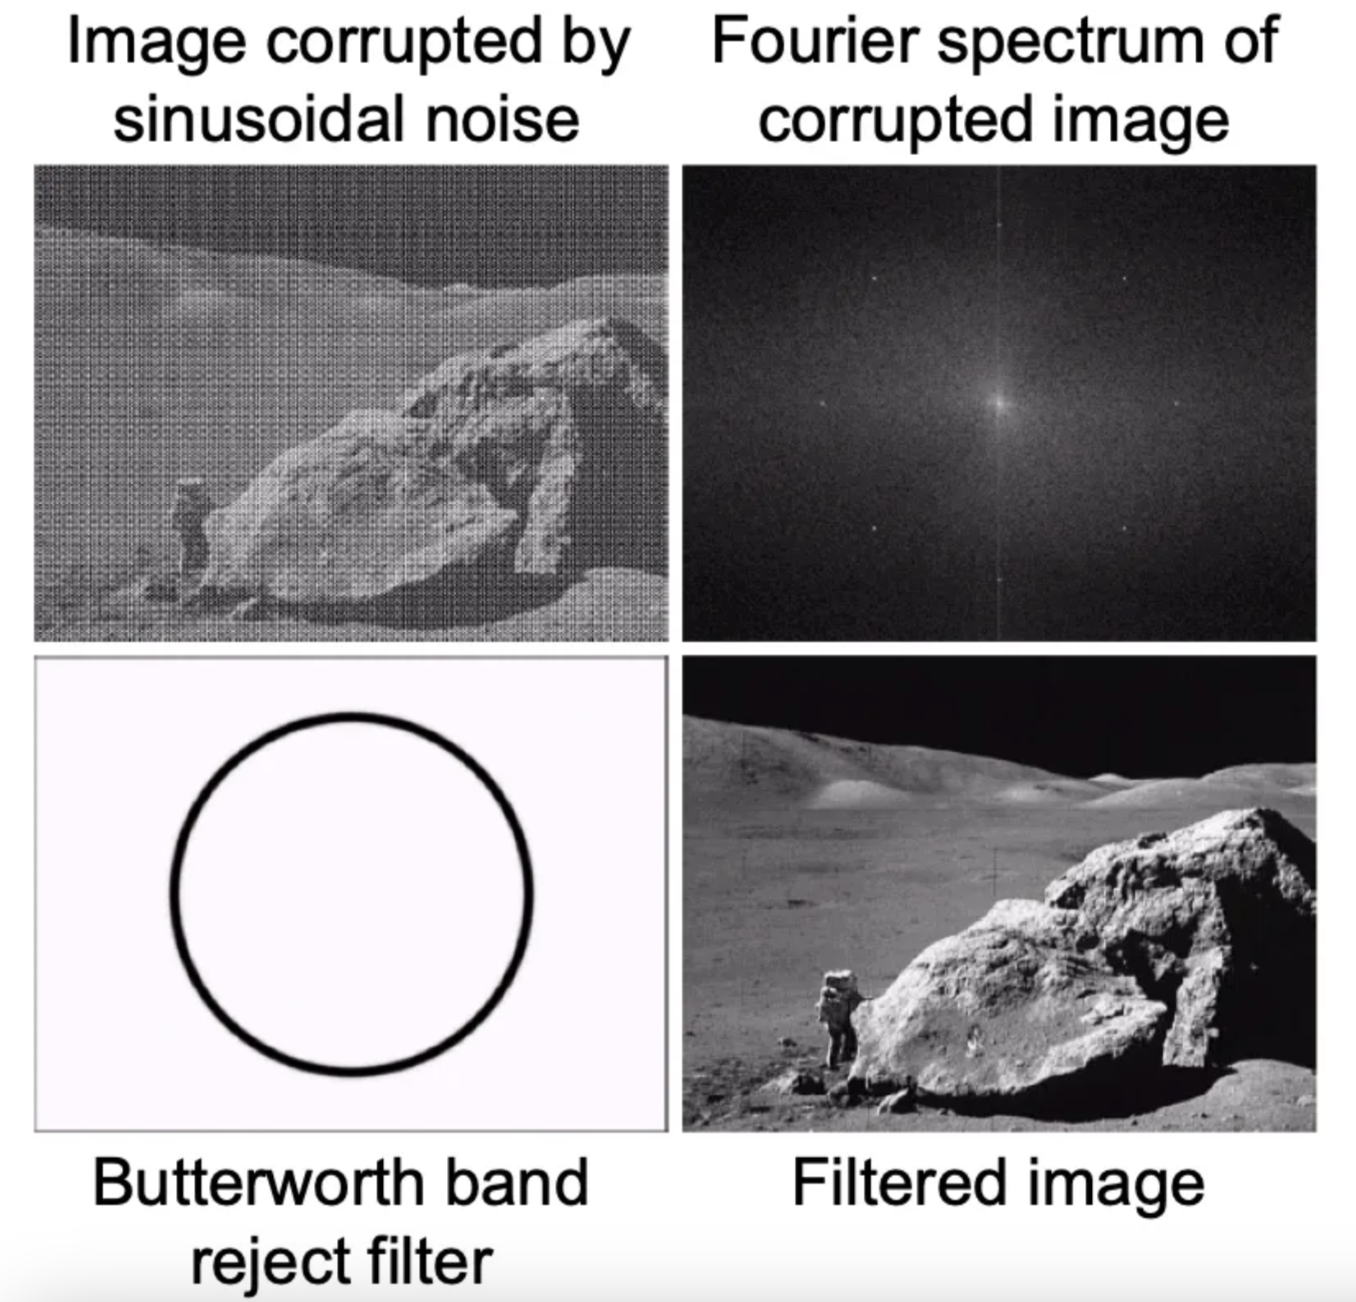 Image corrupted by
sinusoidal noise
Fourier spectrum of
corrupted image
Butterworth band
reject filter
Filtered image